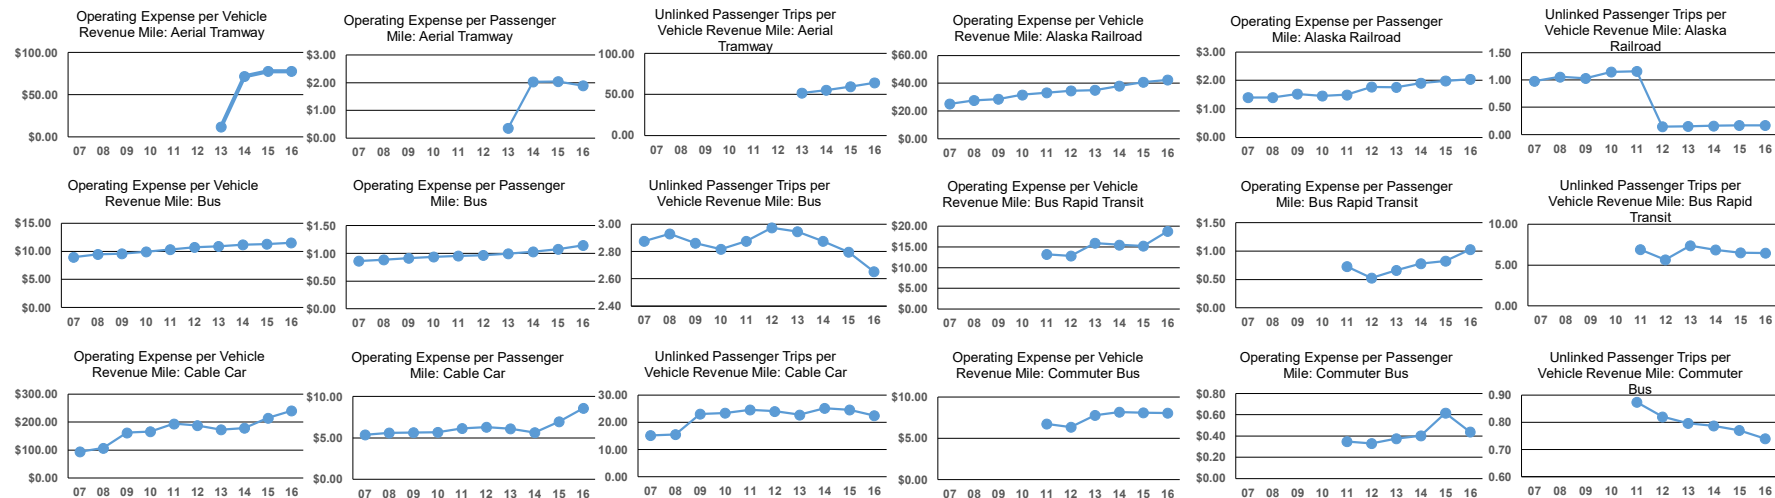 Operating Expense per Vehicle
Revenue Mile: Aerial Tramway
$100.00
$50.00
$0.00
07 08 09 10 11 12 13 14 15 16
Operating Expense per Passenger
Mile: Aerial Tramway
$3.00
$2.00
$1.00
$0.00
07 08 09 10 11 12 13 14 15 16
Unlinked Passenger Trips per
Vehicle Revenue Mile: Aerial
Tramway
100.00
50.00
0.00
07 08 09 10 11 12 13 14 15 16
Operating Expense per Vehicle
Revenue Mile: Alaska Railroad
$60.00
$40.00
$20.00
$0.00
07 08 09 10 11 12 13 14 15 16
Operating Expense per Passenger
Mile: Alaska Railroad
$3.00
$2.00
$1.00
$0.00
07 08 09 10 11 12 13 14 15 16
Unlinked Passenger Trips per
Vehicle Revenue Mile: Alaska
Railroad
1.50
1.00
0.50
0.00
07 08 09 10 11 12 13 14 15 16
Operating Expense per Vehicle
Revenue Mile: Bus
$15.00
$10.00
$5.00
$0.00
07 08 09 10 11 12 13 14 15 16
Operating Expense per Passenger
Mile: Bus
$1.50
$1.00
$0.50
$0.00
07 08 09 10 11 12 13 14 15 16
Unlinked Passenger Trips per
Vehicle Revenue Mile: Bus
3.00
2.80
2.60
2.40
07 08 09 10 11 12 13 14 15 16
Operating Expense per Vehicle
Revenue Mile: Bus Rapid Transit
$20.00
$15.00
$10.00
$5.00
$0.00
07 08 09 10 11 12 13 14 15 16
Operating Expense per Passenger
Mile: Bus Rapid Transit
$1.50
$1.00
$0.50
$0.00
07 08 09 10 11 12 13 14 15 16
Unlinked Passenger Trips per
Vehicle Revenue Mile: Bus Rapid
Transit
10.00
5.00
0.00
07 08 09 10 11 12 13 14 15 16
Operating Expense per Vehicle
Revenue Mile: Cable Car
$300.00
$200.00
$100.00
$0.00
07 08 09 10 11 12 13 14 15 16
Operating Expense per Passenger
Mile: Cable Car
$10.00
$5.00
$0.00
07 08 09 10 11 12 13 14 15 16
Unlinked Passenger Trips per
Vehicle Revenue Mile: Cable Car
30.00
20.00
10.00
0.00
07 08 09 10 11 12 13 14 15 16
Operating Expense per Vehicle
Revenue Mile: Commuter Bus
$10.00
$5.00
$0.00
07 08 09 10 11 12 13 14 15 16
Operating Expense per Passenger
Mile: Commuter Bus
$0.80
$0.60
$0.40
$0.20
$0.00
07 08 09 10 11 12 13 14 15 16
Unlinked Passenger Trips per
Vehicle Revenue Mile: Commuter
Bus
0.90
0.80
0.70
0.60
07 08 09 10 11 12 13 14 15 16